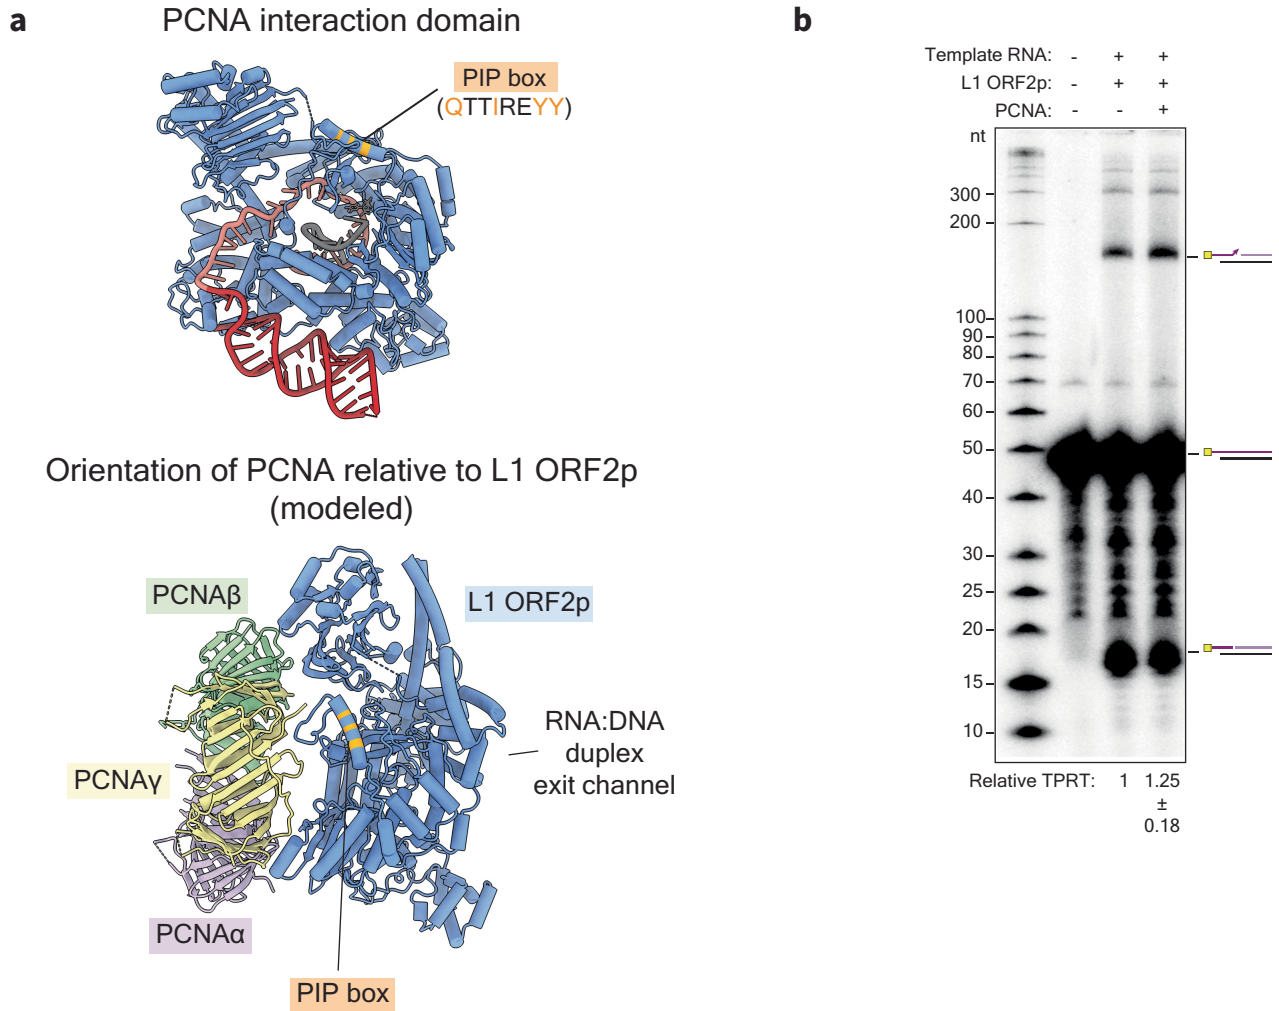 a
PCNA interaction domain
PIP box
(QTTIREYY)
Orientation of PCNA relative to L1 ORF2p
(modeled)
PCNAβ
L1 ORF2p
PCNAγ
RNA:DNA
duplex
exit channel
PCNAα
PIP box
b
Template RNA: - + +
L1 ORF2p: - + +
PCNA: - - +
nt
300
200
100
90
80
70
60
50
40
30
25
20
15
10
Relative TPRT: 1 1.25
±
0.18